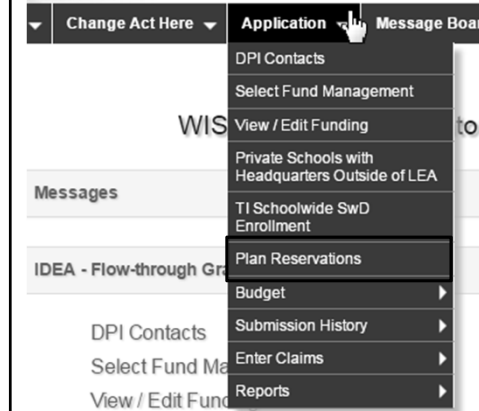 Change Act Here
Application
Message Boar
DPI Contacts
Select Fund Management
WIS
View / Edit Funding
to
Private Schools with
Headquarters Outside of LEA
Messages
TI Schoolwide SwD
Enrollment
IDEA - Flow-through Gra
Plan Reservations
Budget
DPI Contacts
Submission History
Select Fund Ma
Enter Claims
View / Edit Fund
Reports